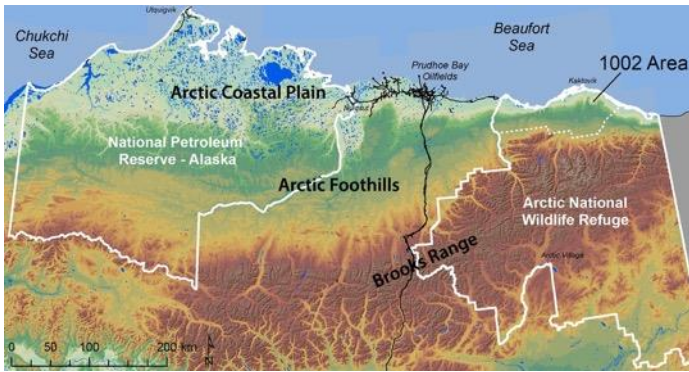 Utqiagvik
Chukchi
Sea
Beaufort
Sea
1002 Area
Prudhoe Bay
Oilfields
Kaktovik
Arctic Coastal Plain
Nuiqsut
National Petroleum
Reserve - Alaska
Arctic Foothills
Arctic National
Wildlife Refuge
Brooks Range
Arctic Village
0 50 100 200 km
N